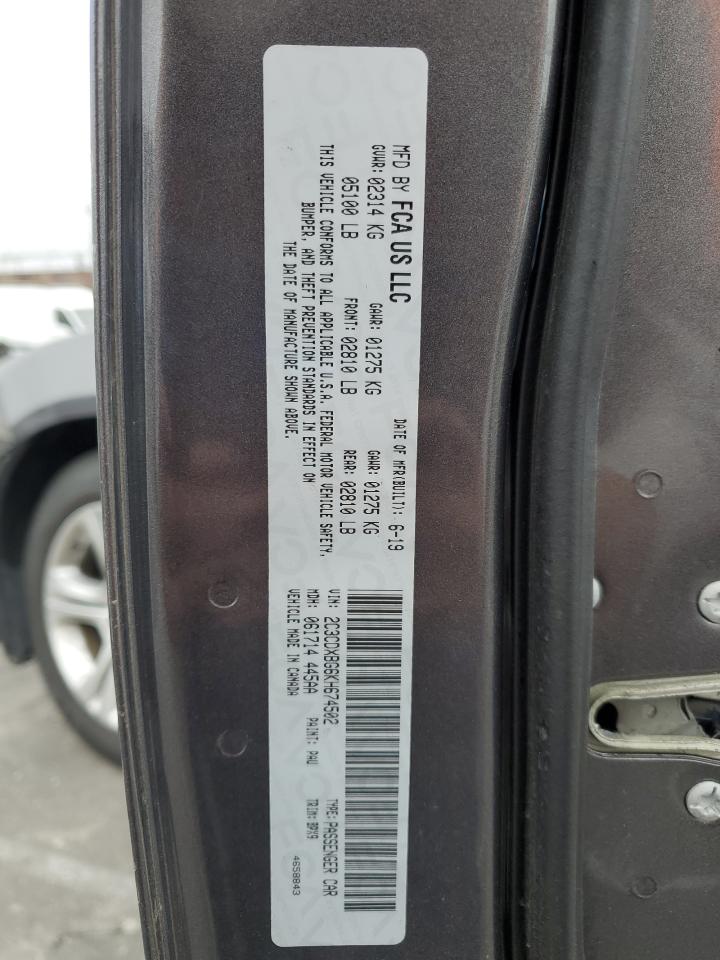 MFD BY FCA US LLC
DATE OF MFR(BUILT): 6-19
GVWR: 02314 KG
GAWR: 01275 KG
GAWR: 01275 KG
05100 LB
FRONT: 02810 LB
REAR: 02810 LB
THIS VEHICLE CONFORMS TO ALL APPLICABLE U.S.A. FEDERAL MOTOR VEHICLE SAFETY,
BUMPER, AND THEFT PREVENTION STANDARDS IN EFFECT ON
THE DATE OF MANUFACTURE SHOWN ABOVE.
VIN: 2C3CDXBG6KH674502
TYPE: PASSENGER CAR
MDH: 061714 445AA
PAINT: PAU
TRIM: BPX9
VEHICLE MADE IN CANADA
4658843